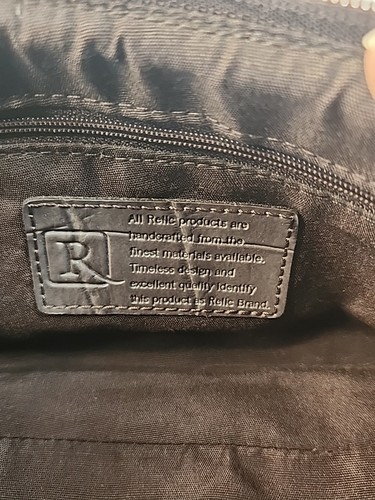 R
All Relic products are
handcrafted from the
finest materials available.
Timeless design and
excellent quality identify
this product as Relic Brand.